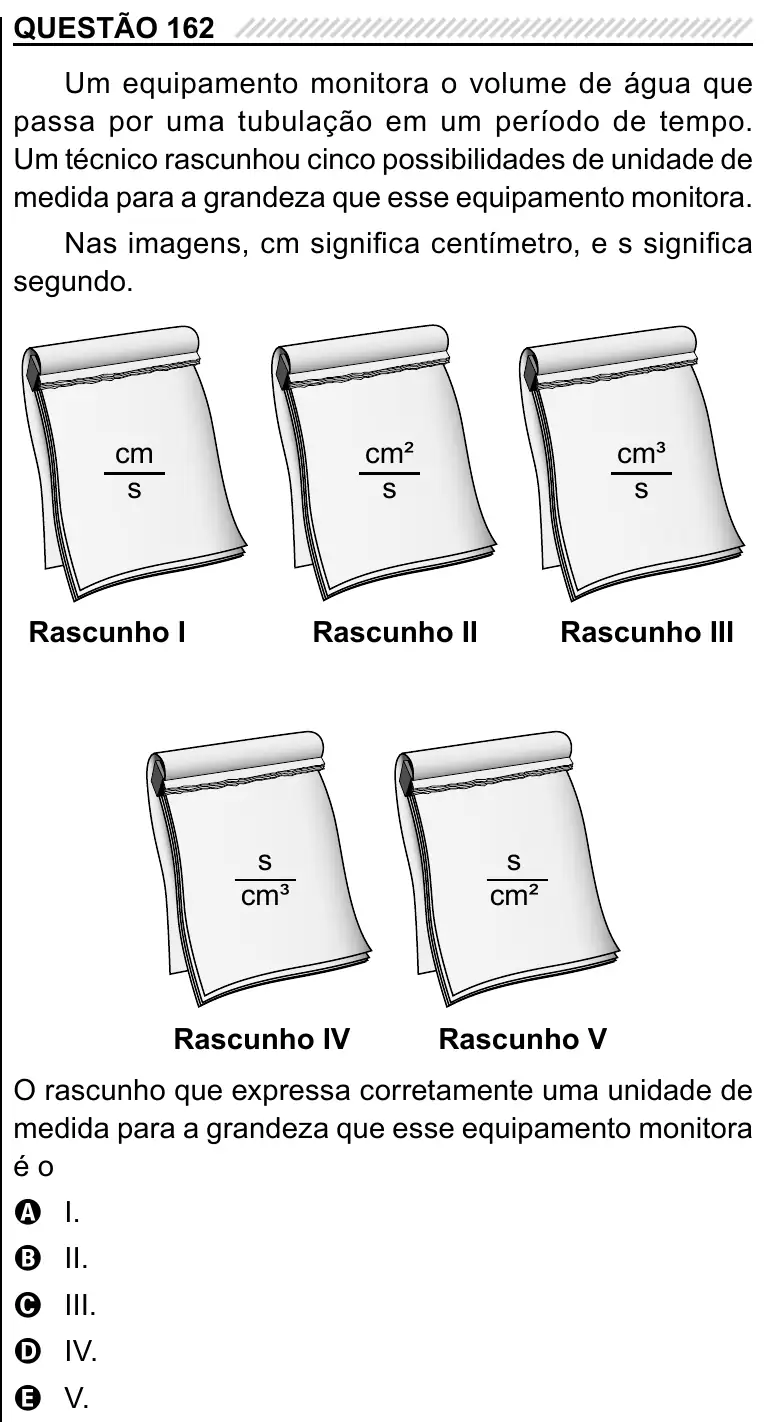 QUESTÃO 162
Um equipamento monitora o volume de água que
passa por uma tubulação em um período de tempo.
Um técnico rascunhou cinco possibilidades de unidade de
medida para a grandeza que esse equipamento monitora.
Nas imagens, cm significa centímetro, e s significa
segundo.
cm
s
cm²
s
cm³
s
Rascunho I
Rascunho II
Rascunho III
s
cm³
s
cm²
Rascunho IV
Rascunho V
O rascunho que expressa corretamente uma unidade de
medida para a grandeza que esse equipamento monitora
é o
A I.
B II.
C III.
D IV.
E V.